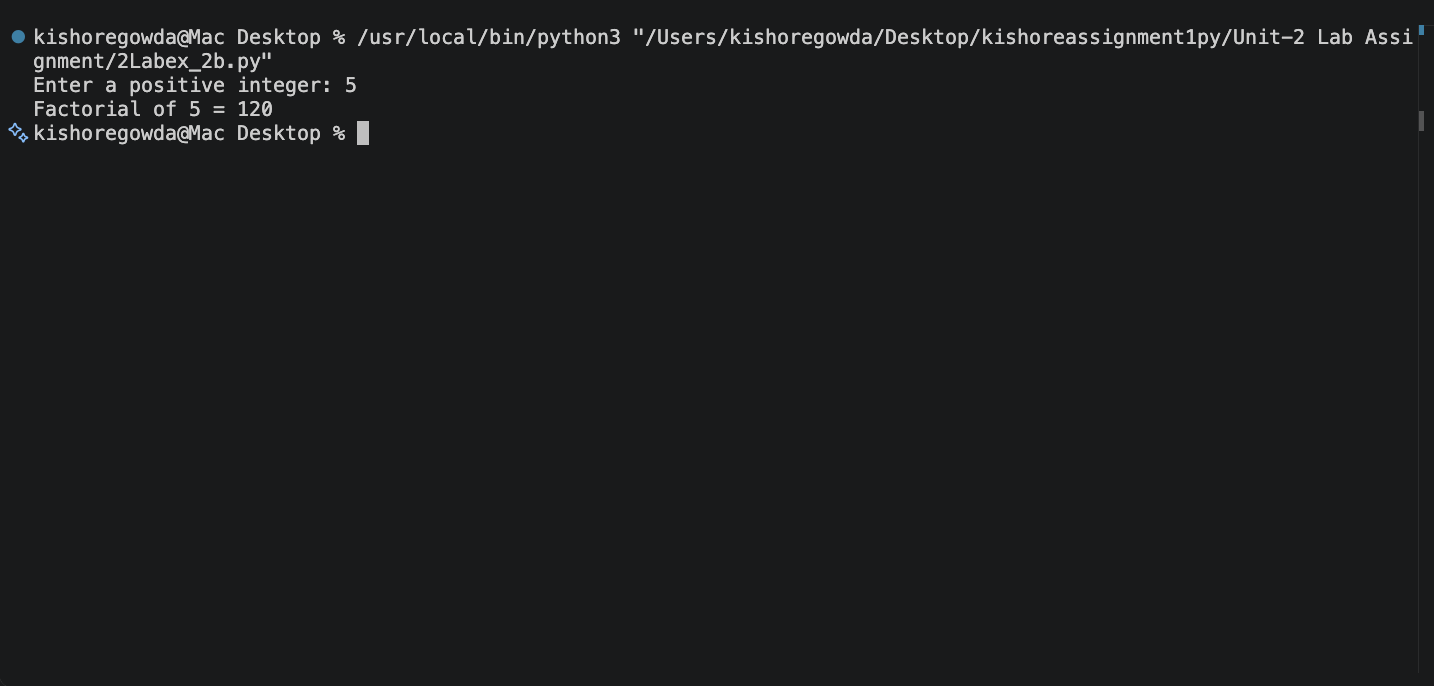 kishoregowda@Mac Desktop % /usr/local/bin/python3 "/Users/kishoregowda/Desktop/kishoreassignment1py/Unit-2 Lab Assi
gnment/2Labex_2b.py"
Enter a positive integer: 5
Factorial of 5 = 120
kishoregowda@Mac Desktop %